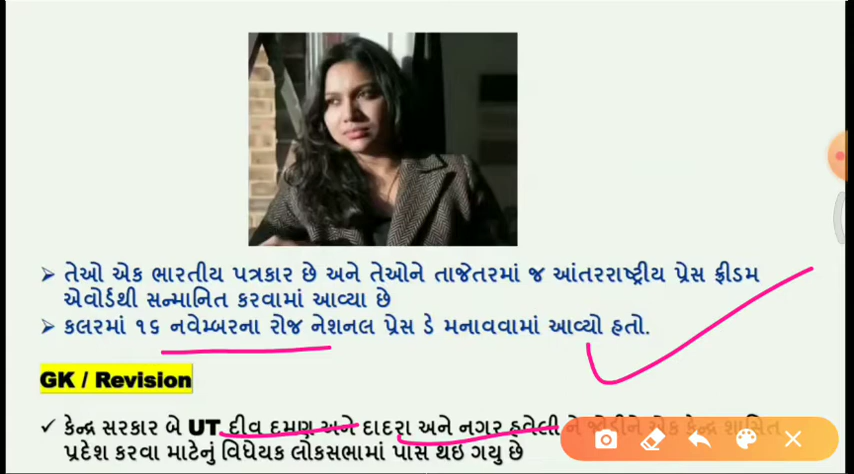 ➢ તેઓ એક ભારતીય પત્રકાર છે અને તેઓને તાજેતરમાં જ આંતરરાષ્ટ્રીય પ્રેસ ફ્રીડમ
એવોર્ડથી સન્માનિત કરવામાં આવ્યા છે
➢ કલરમાં ૧૬ નવેમ્બરના રોજ નેશનલ પ્રેસ ડે મનાવવામાં આવ્યો હતો.
GK / Revision
✓ કેન્દ્ર સરકાર બે UT દીવ દમણ અને દાદરા અને નગર હવેલી ને જોડીને એક કેન્દ્ર શાસિત
પ્રદેશ કરવા માટેનું વિધેયક લોકસભામાં પાસ થઇ ગયુ છે